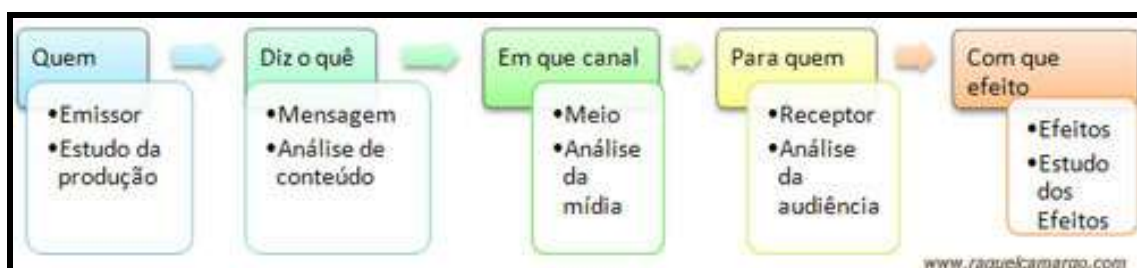 Quem
•Emissor
•Estudo da
produção
Diz o quê
•Mensagem
•Análise de
conteúdo
Em que canal
•Meio
•Análise
da
mídia
Para quem
•Receptor
•Análise
da
audiência
Com que
efeito
•Efeitos
•Estudo
dos
Efeitos
www.raquelcamargo.com